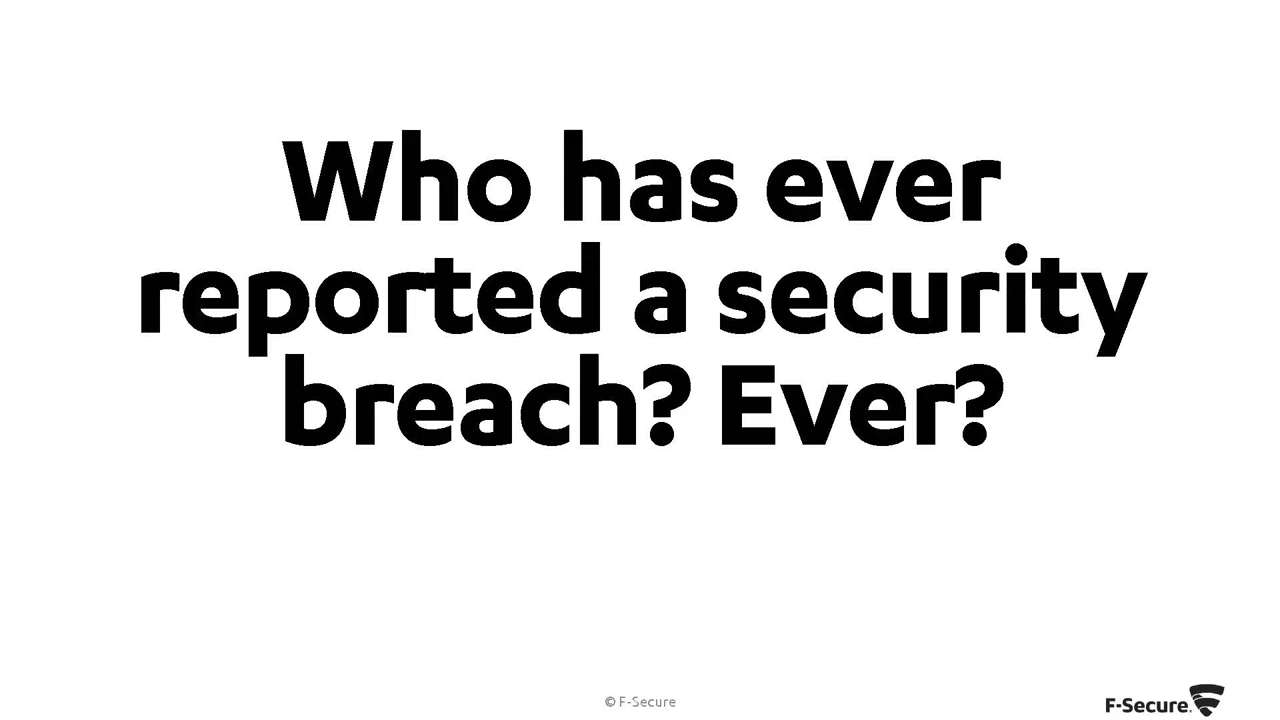 Who has ever
reported a security
breach? Ever?
© F-Secure
F-Secure.